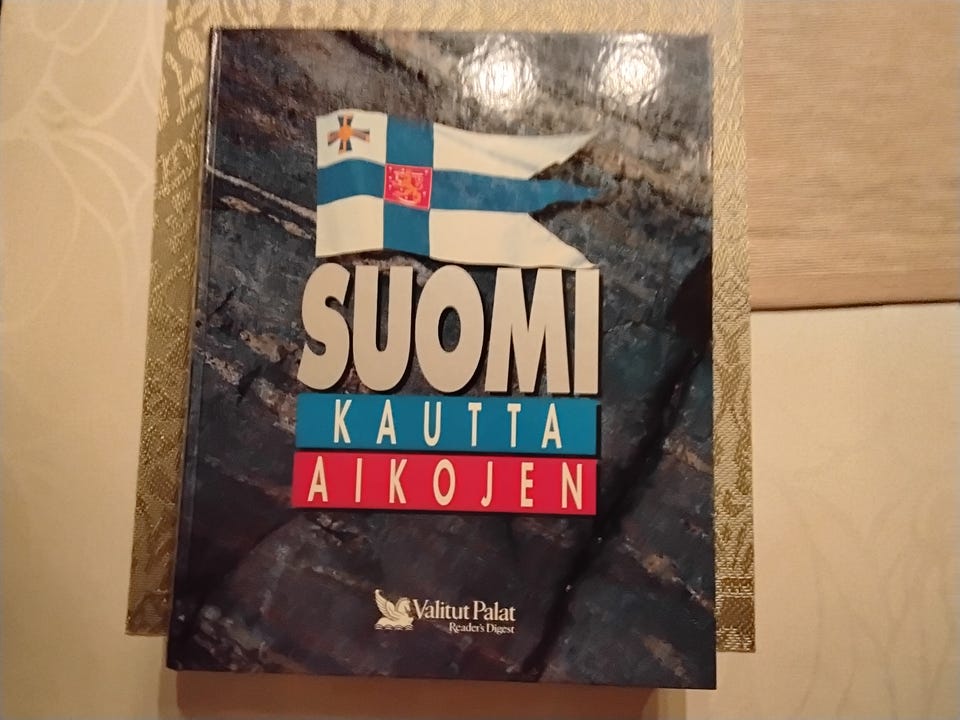 SUOMI
KAUTTA
AIKOJEN
Valitut Palat
Reader's Digest